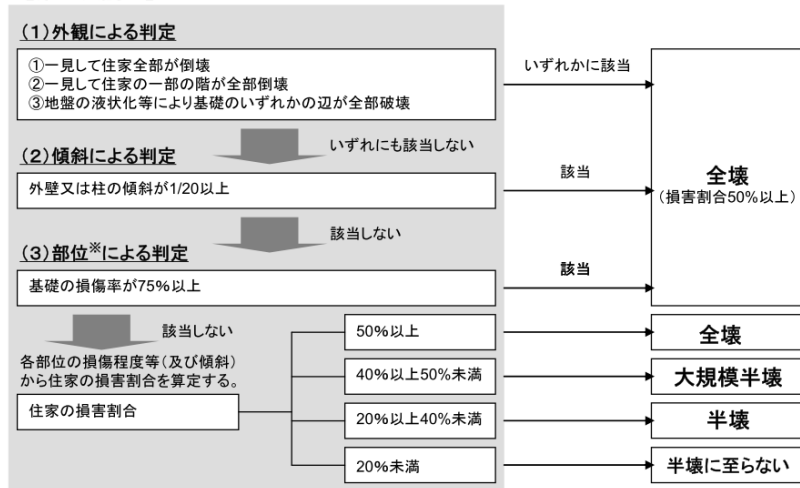 (1)外観による判定
①一見して住家全部が倒壊
②一見して住家の一部の階が全部倒壊
③地盤の液状化等により基礎のいずれかの辺が全部破壊
いずれかに該当
いずれにも該当しない
(2)傾斜による判定
外壁又は柱の傾斜が1/20以上
該当
全壊
(損害割合50%以上)
該当しない
(3)部位※による判定
基礎の損傷率が75%以上
該当
該当しない
各部位の損傷程度等(及び傾斜)
から住家の損害割合を算定する。
住家の損害割合
50%以上
全壊
40%以上50%未満
大規模半壊
20%以上40%未満
半壊
20%未満
半壊に至らない